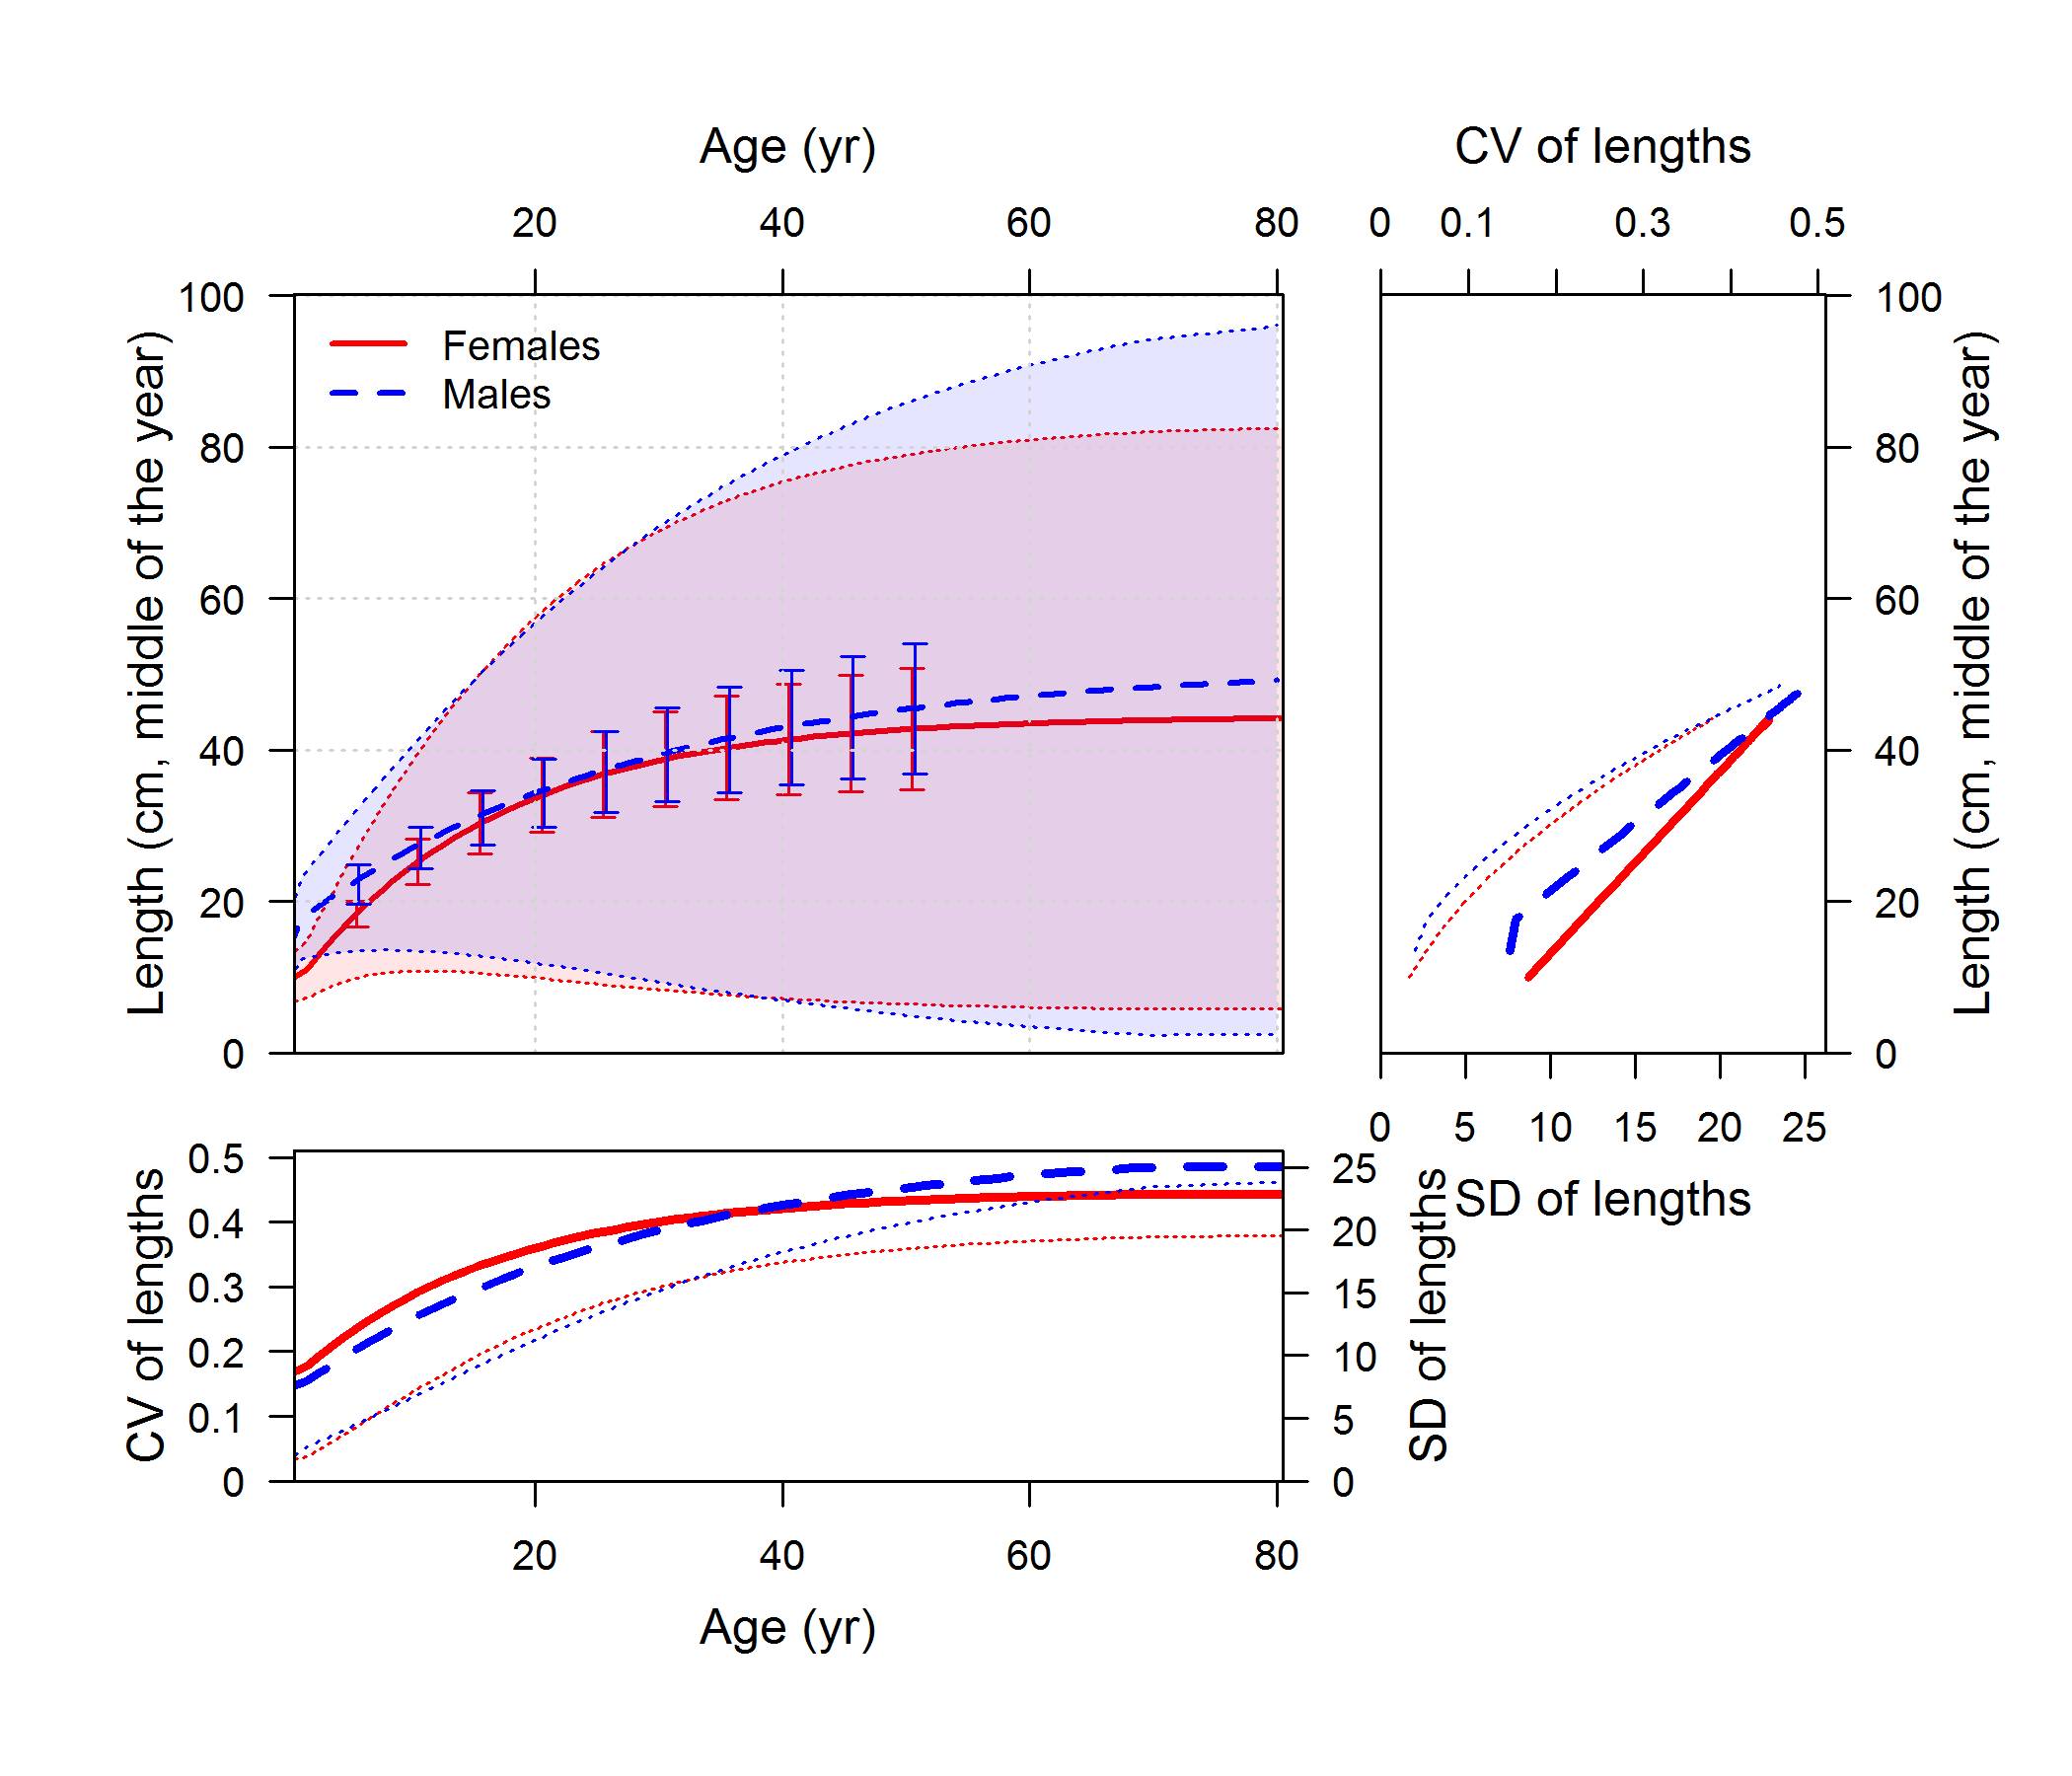 Age (yr)
CV of lengths
20 40 60 80
0 0.1 0.3 0.5
Length (cm, middle of the year)
100
80
60
40
20
0
Females
Males
100
80
60
40
20
0
Length (cm, middle of the year)
0 5 10 15 20 25
SD of lengths
CV of lengths
0.5
0.4
0.3
0.2
0.1
0
25
20
15
10
5
0
SD of lengths
20 40 60 80
Age (yr)